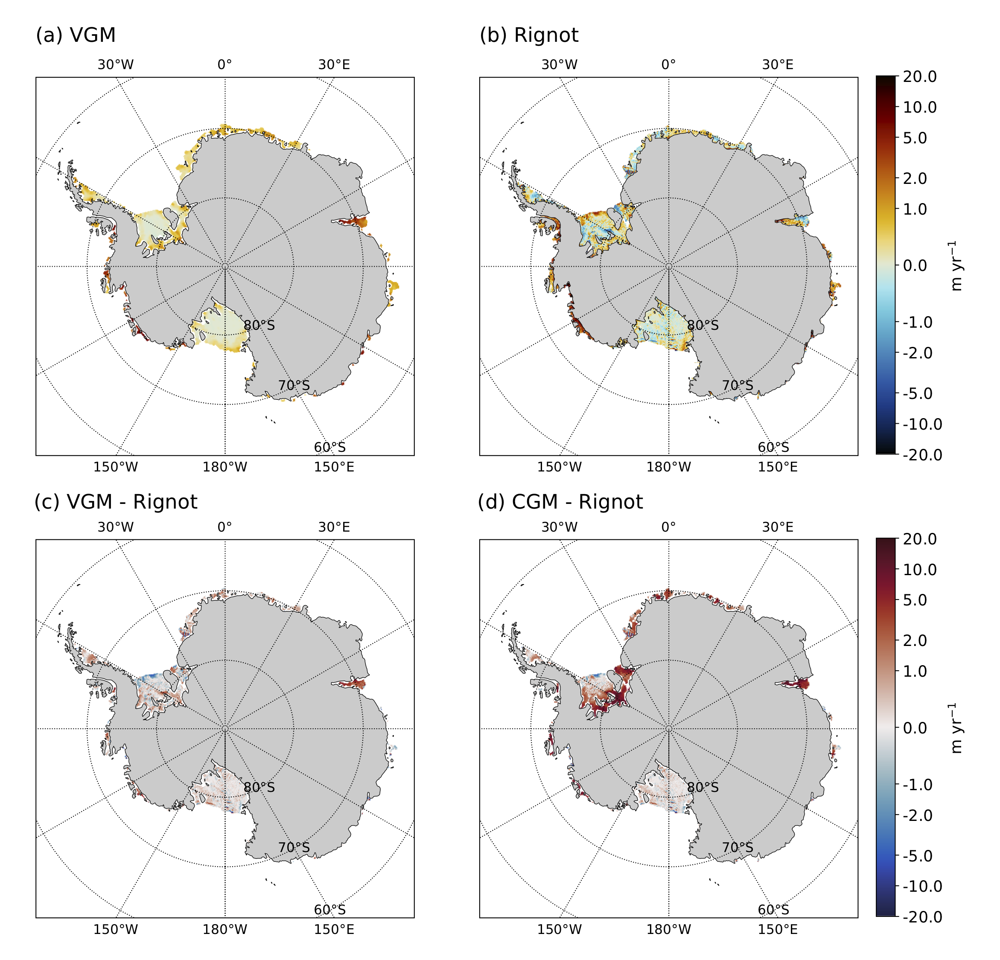 (a) VGM
(b) Rignot
30°W 0° 30°E
30°W 0° 30°E
80°S
70°S
60°S
150°W 180°W 150°E
80°S
70°S
60°S
150°W 180°W 150°E
20.0
10.0
5.0
2.0
1.0
0.0
-1.0
-2.0
-5.0
-10.0
-20.0
m yr⁻¹
(c) VGM - Rignot
(d) CGM - Rignot
30°W 0° 30°E
30°W 0° 30°E
80°S
70°S
60°S
150°W 180°W 150°E
80°S
70°S
60°S
150°W 180°W 150°E
20.0
10.0
5.0
2.0
1.0
0.0
-1.0
-2.0
-5.0
-10.0
-20.0
m yr⁻¹